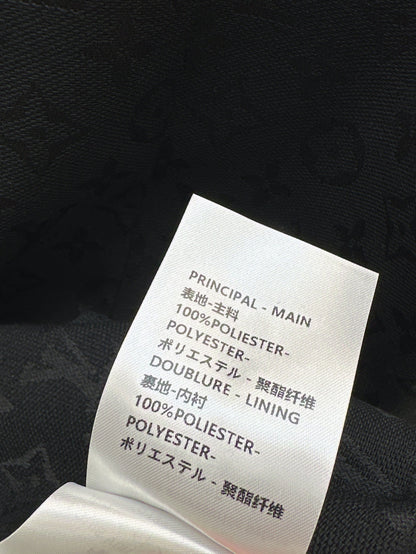 PRINCIPAL - MAIN
表地-主料
100%POLIESTER-
POLYESTER-
ポリエステル - 聚酯纤维
DOUBLURE - LINING
裏地-内衬
100%POLIESTER-
POLYESTER-
ポリエステル - 聚酯纤维